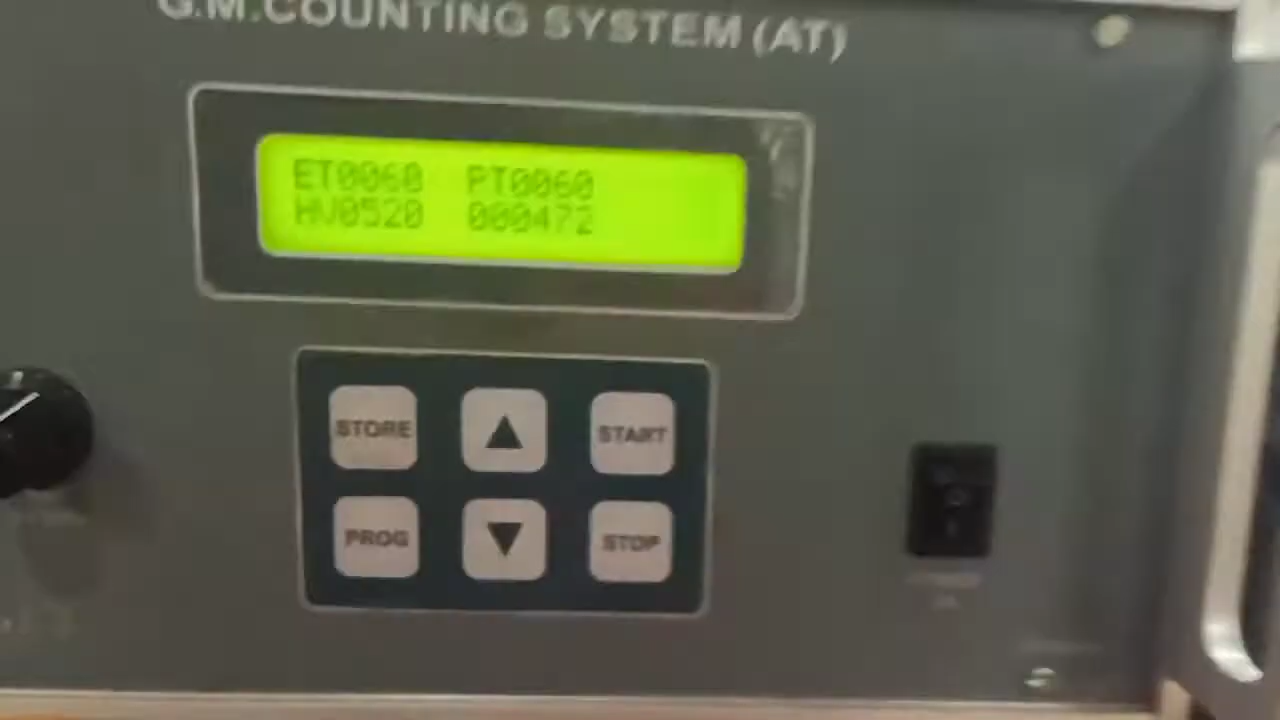 G.M.COUNTING SYSTEM (AT)
ET0060 PT0060
HV0520 000472
STORE
START
PROG
STOP